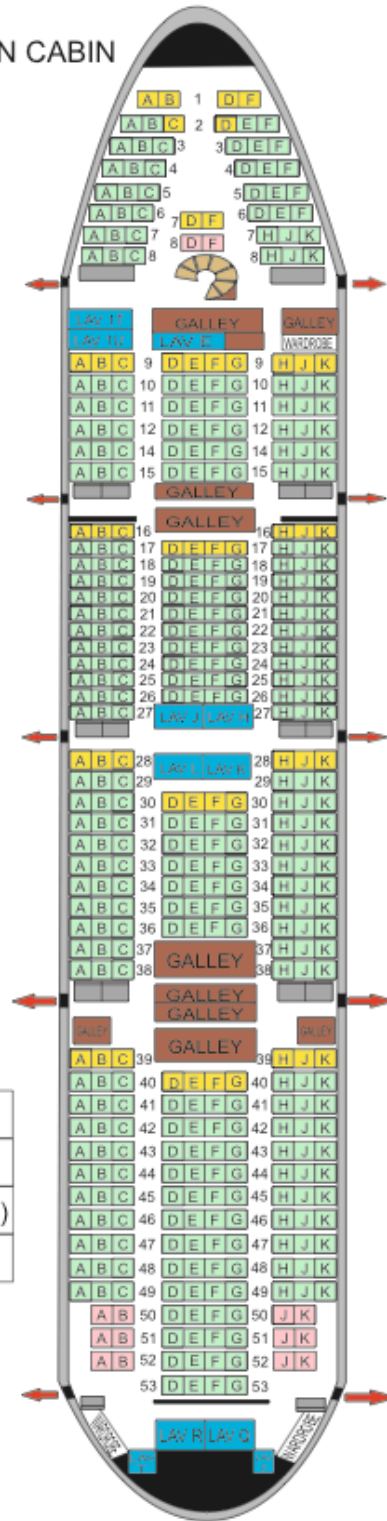 N CABIN
A B 1 D F
A B C 2 D E F
A B C 3 3 D E F
A B C 4 4 D E F
A B C 5 5 D E F
A B C 6 6 D E F
7 D F
A B C 7 7 H J K
8 D F
A B C 8 8 H J K
GALLEY GALLEY
LAV E WARDROBE
A B C 9 D E F G 9 H J K
A B C 10 D E F G 10 H J K
A B C 11 D E F G 11 H J K
A B C 12 D E F G 12 H J K
A B C 14 D E F G 14 H J K
A B C 15 D E F G 15 H J K
GALLEY
GALLEY
A B C 16 16 H J K
A B C 17 D E F G 17 H J K
A B C 18 D E F G 18 H J K
A B C 19 D E F G 19 H J K
A B C 20 D E F G 20 H J K
A B C 21 D E F G 21 H J K
A B C 22 D E F G 22 H J K
A B C 23 D E F G 23 H J K
A B C 24 D E F G 24 H J K
A B C 25 D E F G 25 H J K
A B C 26 D E F G 26 H J K
A B C 27 LAV J LAV H 27 H J K
A B C 28 LAV L LAV K 28 H J K
A B C 29 29 H J K
A B C 30 D E F G 30 H J K
A B C 31 D E F G 31 H J K
A B C 32 D E F G 32 H J K
A B C 33 D E F G 33 H J K
A B C 34 D E F G 34 H J K
A B C 35 D E F G 35 H J K
A B C 36 D E F G 36 H J K
A B C 37 37 H J K
GALLEY
A B C 38 38 H J K
GALLEY
GALLEY
GALLEY GALLEY
GALLEY
A B C 39 39 H J K
A B C 40 D E F G 40 H J K
A B C 41 D E F G 41 H J K
A B C 42 D E F G 42 H J K
A B C 43 D E F G 43 H J K
A B C 44 D E F G 44 H J K
A B C 45 D E F G 45 H J K
A B C 46 D E F G 46 H J K
A B C 47 D E F G 47 H J K
A B C 48 D E F G 48 H J K
)
A B C 49 D E F G 49 H J K
A B 50 D E F G 50 J K
A B 51 D E F G 51 J K
A B 52 D E F G 52 J K
53 D E F G 53
WARDROBE LAV R LAV Q WARDROBE